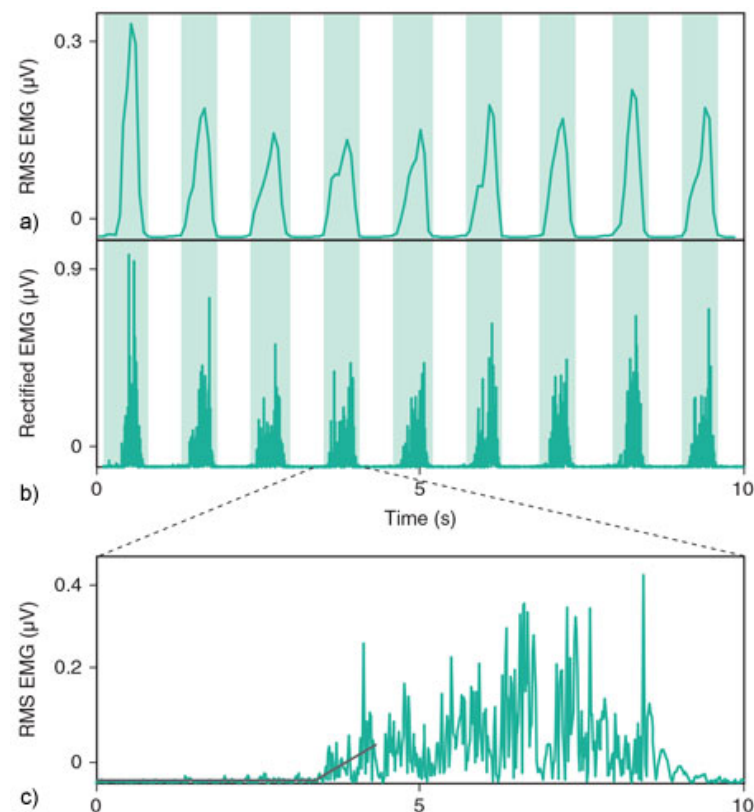 0.3
RMS EMG (µV)
0
a)
0.9
Rectified EMG (µV)
0
b)
0 5 10
Time (s)
0.4
0.2
RMS EMG (µV)
0
c)
0 5 10